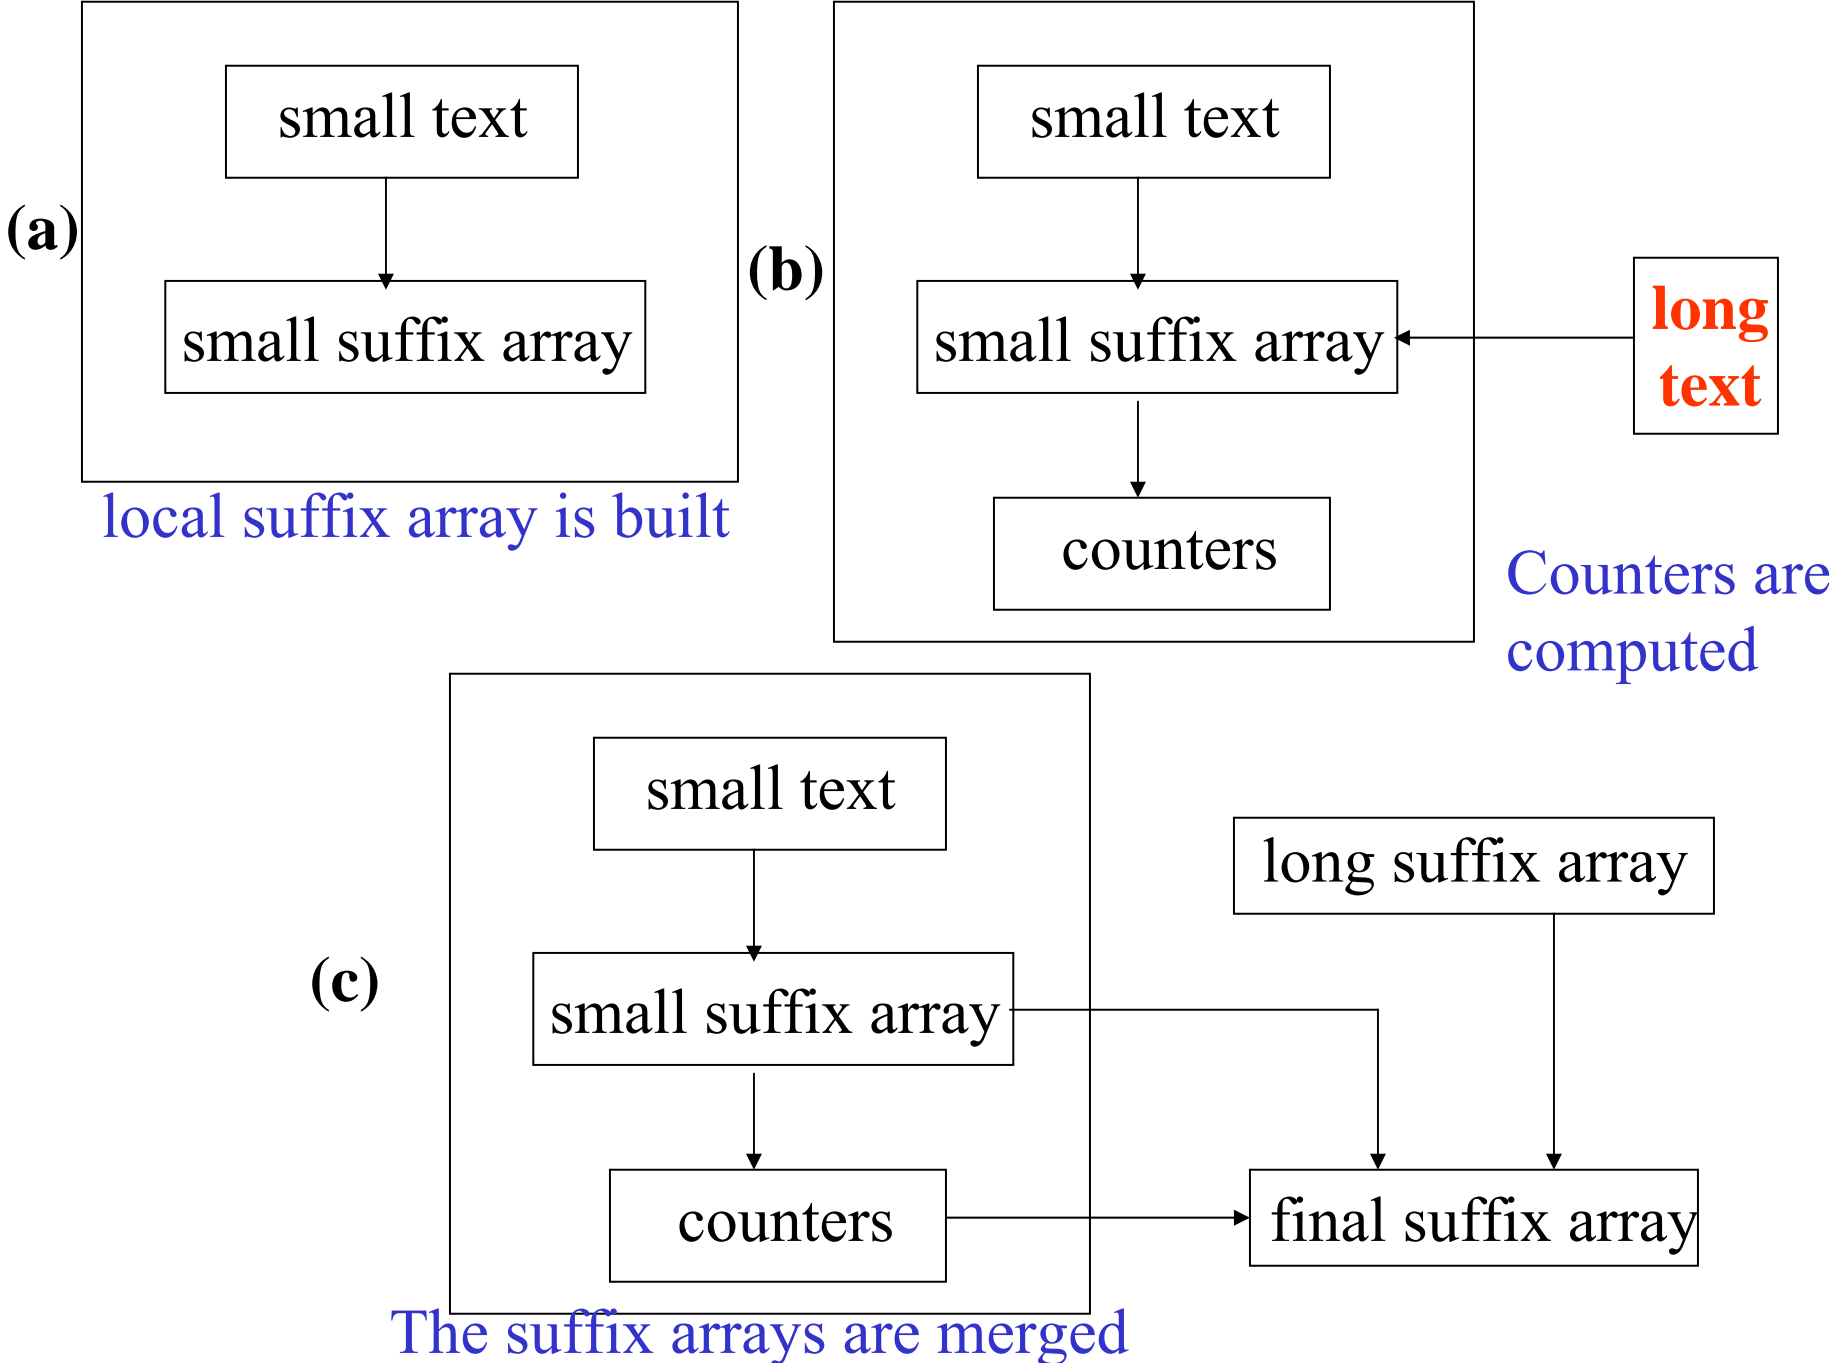 (a)
small text
small suffix array
local suffix array is built
(b)
small text
small suffix array
counters
long
text
Counters are
computed
(c)
small text
small suffix array
counters
long suffix array
final suffix array
The suffix arrays are merged